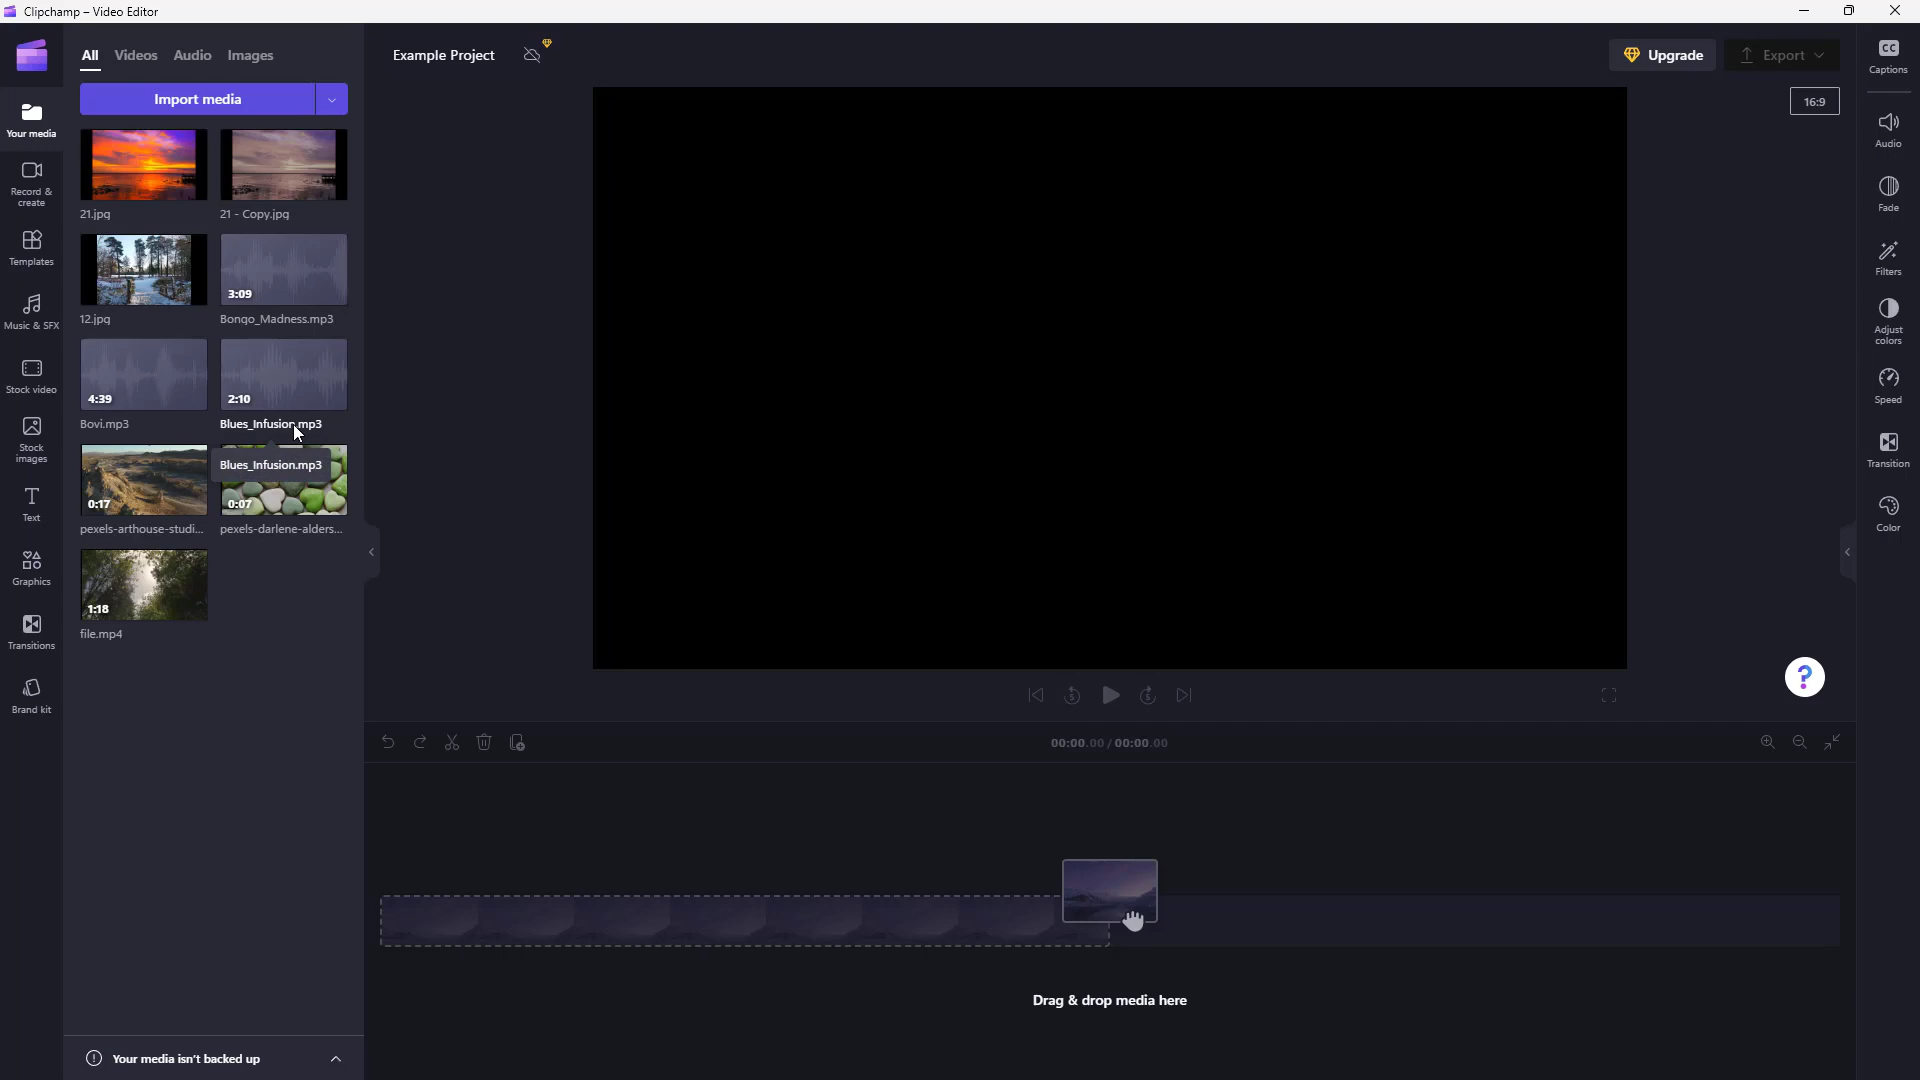 Clipchamp – Video Editor
All
Videos
Audio
Images
Import media
Your media
Record &
create
Templates
Music & SFX
Stock video
Stock
images
Text
Graphics
Transitions
Brand kit
21.jpg
21 - Copy.jpg
12.jpg
3:09
Bongo_Madness.mp3
4:39
Bovi.mp3
2:10
Blues_Infusion.mp3
Blues_Infusion.mp3
0:17
pexels-arthouse-studi...
0:07
pexels-darlene-alders...
1:18
file.mp4
Your media isn't backed up
Example Project
Upgrade
Export
16:9
5
5
?
00:00.00 / 00:00.00
Drag & drop media here
CC
Captions
Audio
Fade
Filters
Adjust
colors
Speed
Transition
Color